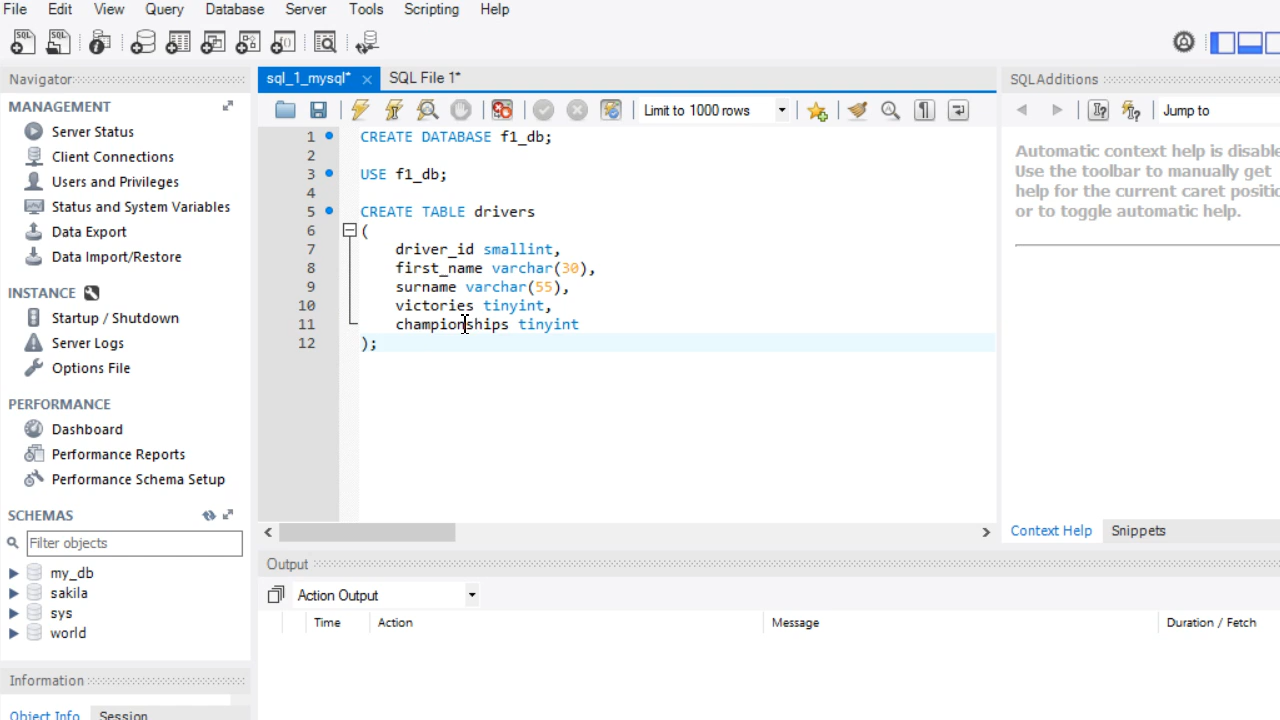 File Edit View Query Database Server Tools Scripting Help
SQL SQL
Navigator sql_1_mysql* × SQL File 1* SQLAdditions
MANAGEMENT
Server Status
Client Connections
Users and Privileges
Status and System Variables
Data Export
Data Import/Restore
INSTANCE
Startup / Shutdown
Server Logs
Options File
PERFORMANCE
Dashboard
Performance Reports
Performance Schema Setup
SCHEMAS
Filter objects
my_db
sakila
sys
world
Information
Object Info Session
Limit to 1000 rows
1 CREATE DATABASE f1_db;
2
3 USE f1_db;
4
5 CREATE TABLE drivers
6 (
7 driver_id smallint,
8 first_name varchar(30),
9 surname varchar(55),
10 victories tinyint,
11 championships tinyint
12 );
Jump to
Automatic context help is disable
Use the toolbar to manually get
help for the current caret positio
or to toggle automatic help.
Context Help Snippets
Output
Action Output
Time Action Message Duration / Fetch